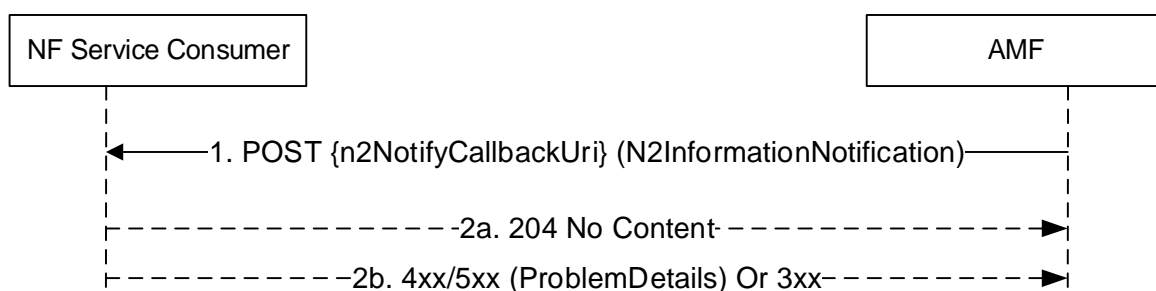 NF Service Consumer
AMF
1. POST {n2NotifyCallbackUri} (N2InformationNotification)
2a. 204 No Content
2b. 4xx/5xx (ProblemDetails) Or 3xx